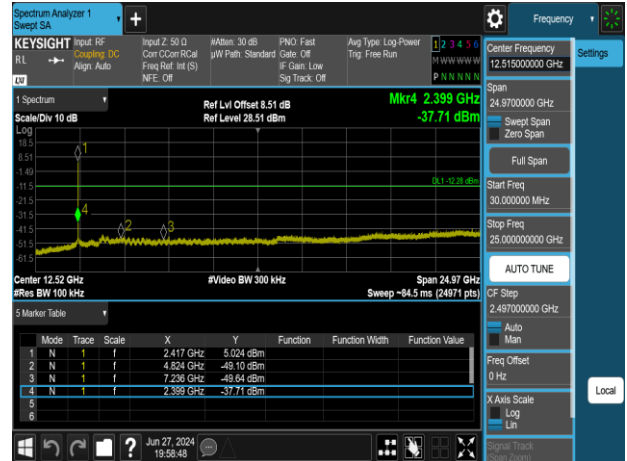 Spectrum Analyzer 1
Swept SA
Frequency
KEYSIGHT
RL
LXI
Input: RF
Coupling: DC
Align: Auto
Input Z: 50 Ω
Corr CCorr RCal
Freq Ref: Int (S)
NFE: Off
#Atten: 30 dB
µW Path: Standard
PNO: Fast
Gate: Off
IF Gain: Low
Sig Track: Off
Avg Type: Log-Power
Trig: Free Run
1 2 3 4 5 6
M W W W W W
P N N N N N
1 Spectrum
Scale/Div 10 dB
Ref Lvl Offset 8.51 dB
Ref Level 28.51 dBm
Mkr4 2.399 GHz
-37.71 dBm
Log
18.5
8.51
-1.49
-11.5
-21.5
-31.5
-41.5
-51.5
-61.5
1
2
3
4
DL1 -12.28 dBm
Center 12.52 GHz
#Video BW 300 kHz
Span 24.97 GHz
#Res BW 100 kHz
Sweep ~84.5 ms (24971 pts)
5 Marker Table
Mode Trace Scale X Y Function Function Width Function Value
1 N 1 f 2.417 GHz 5.024 dBm
2 N 1 f 4.824 GHz -49.10 dBm
3 N 1 f 7.236 GHz -49.64 dBm
4 N 1 f 2.399 GHz -37.71 dBm
5
6
Jun 27, 2024
19:58:48
Center Frequency
12.515000000 GHz
Settings
Span
24.9700000 GHz
Swept Span
Zero Span
Full Span
Start Freq
30.000000 MHz
Stop Freq
25.000000000 GHz
AUTO TUNE
CF Step
2.497000000 GHz
Auto
Man
Freq Offset
0 Hz
X Axis Scale
Log
Lin
Local
Signal Track
(Span Zoom)